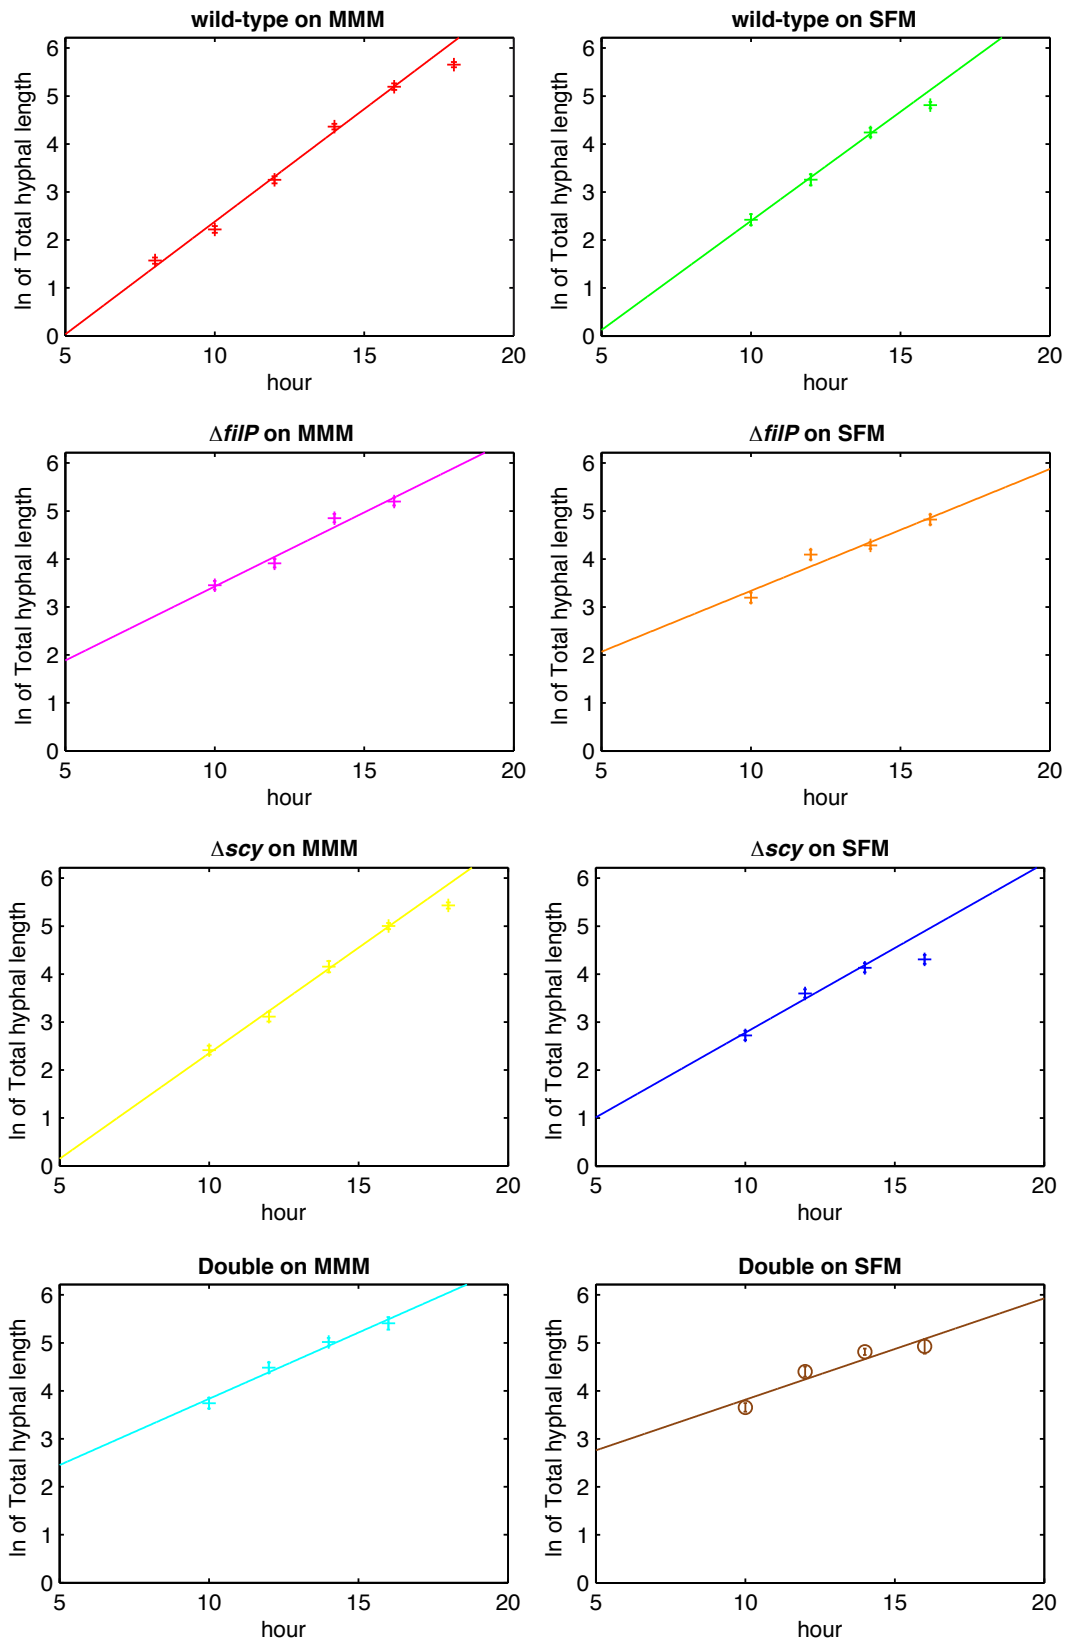 wild-type on MMM
6
5
4
3
2
1
0
ln of Total hyphal length
5 10 15 20
hour
wild-type on SFM
6
5
4
3
2
1
0
ln of Total hyphal length
5 10 15 20
hour
ΔfilP on MMM
6
5
4
3
2
1
0
ln of Total hyphal length
5 10 15 20
hour
ΔfilP on SFM
6
5
4
3
2
1
0
ln of Total hyphal length
5 10 15 20
hour
Δscy on MMM
6
5
4
3
2
1
0
ln of Total hyphal length
5 10 15 20
hour
Δscy on SFM
6
5
4
3
2
1
0
ln of Total hyphal length
5 10 15 20
hour
Double on MMM
6
5
4
3
2
1
0
ln of Total hyphal length
5 10 15 20
hour
Double on SFM
6
5
4
3
2
1
0
ln of Total hyphal length
5 10 15 20
hour